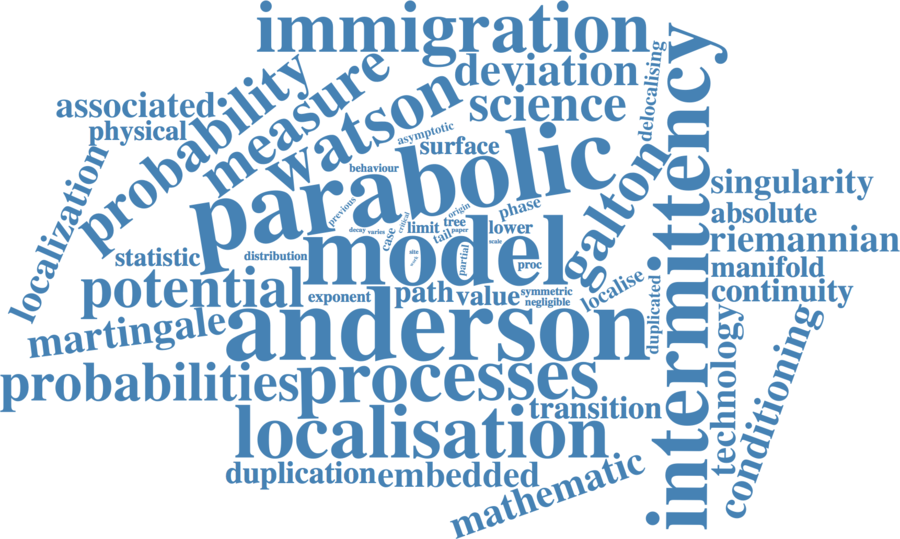 immigration
deviation
delocalising
associated
probability
measure
watson
science
intermittency
physical
asymptotic
surface
parabolic
localization
behaviour
galton
singularity
previous
origin
phase
absolute
decay
varies
critical
case
limit
tree
paper
tail
lower
riemannian
statistic
distribution
model
scale
partial
site
proc
manifold
potential
exponent
path
value
symmetric
negligible
localise
continuity
martingale
anderson
duplicated
technology
conditioning
probabilities
processes
transition
localisation
duplication
embedded
mathematic